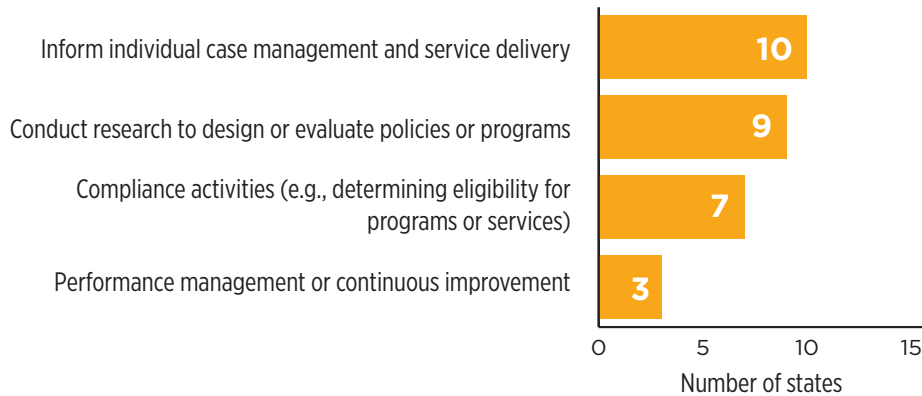 Inform individual case management and service delivery
10
Conduct research to design or evaluate policies or programs
9
Compliance activities (e.g., determining eligibility for
programs or services)
7
Performance management or continuous improvement
3
0 5 10 15
Number of states